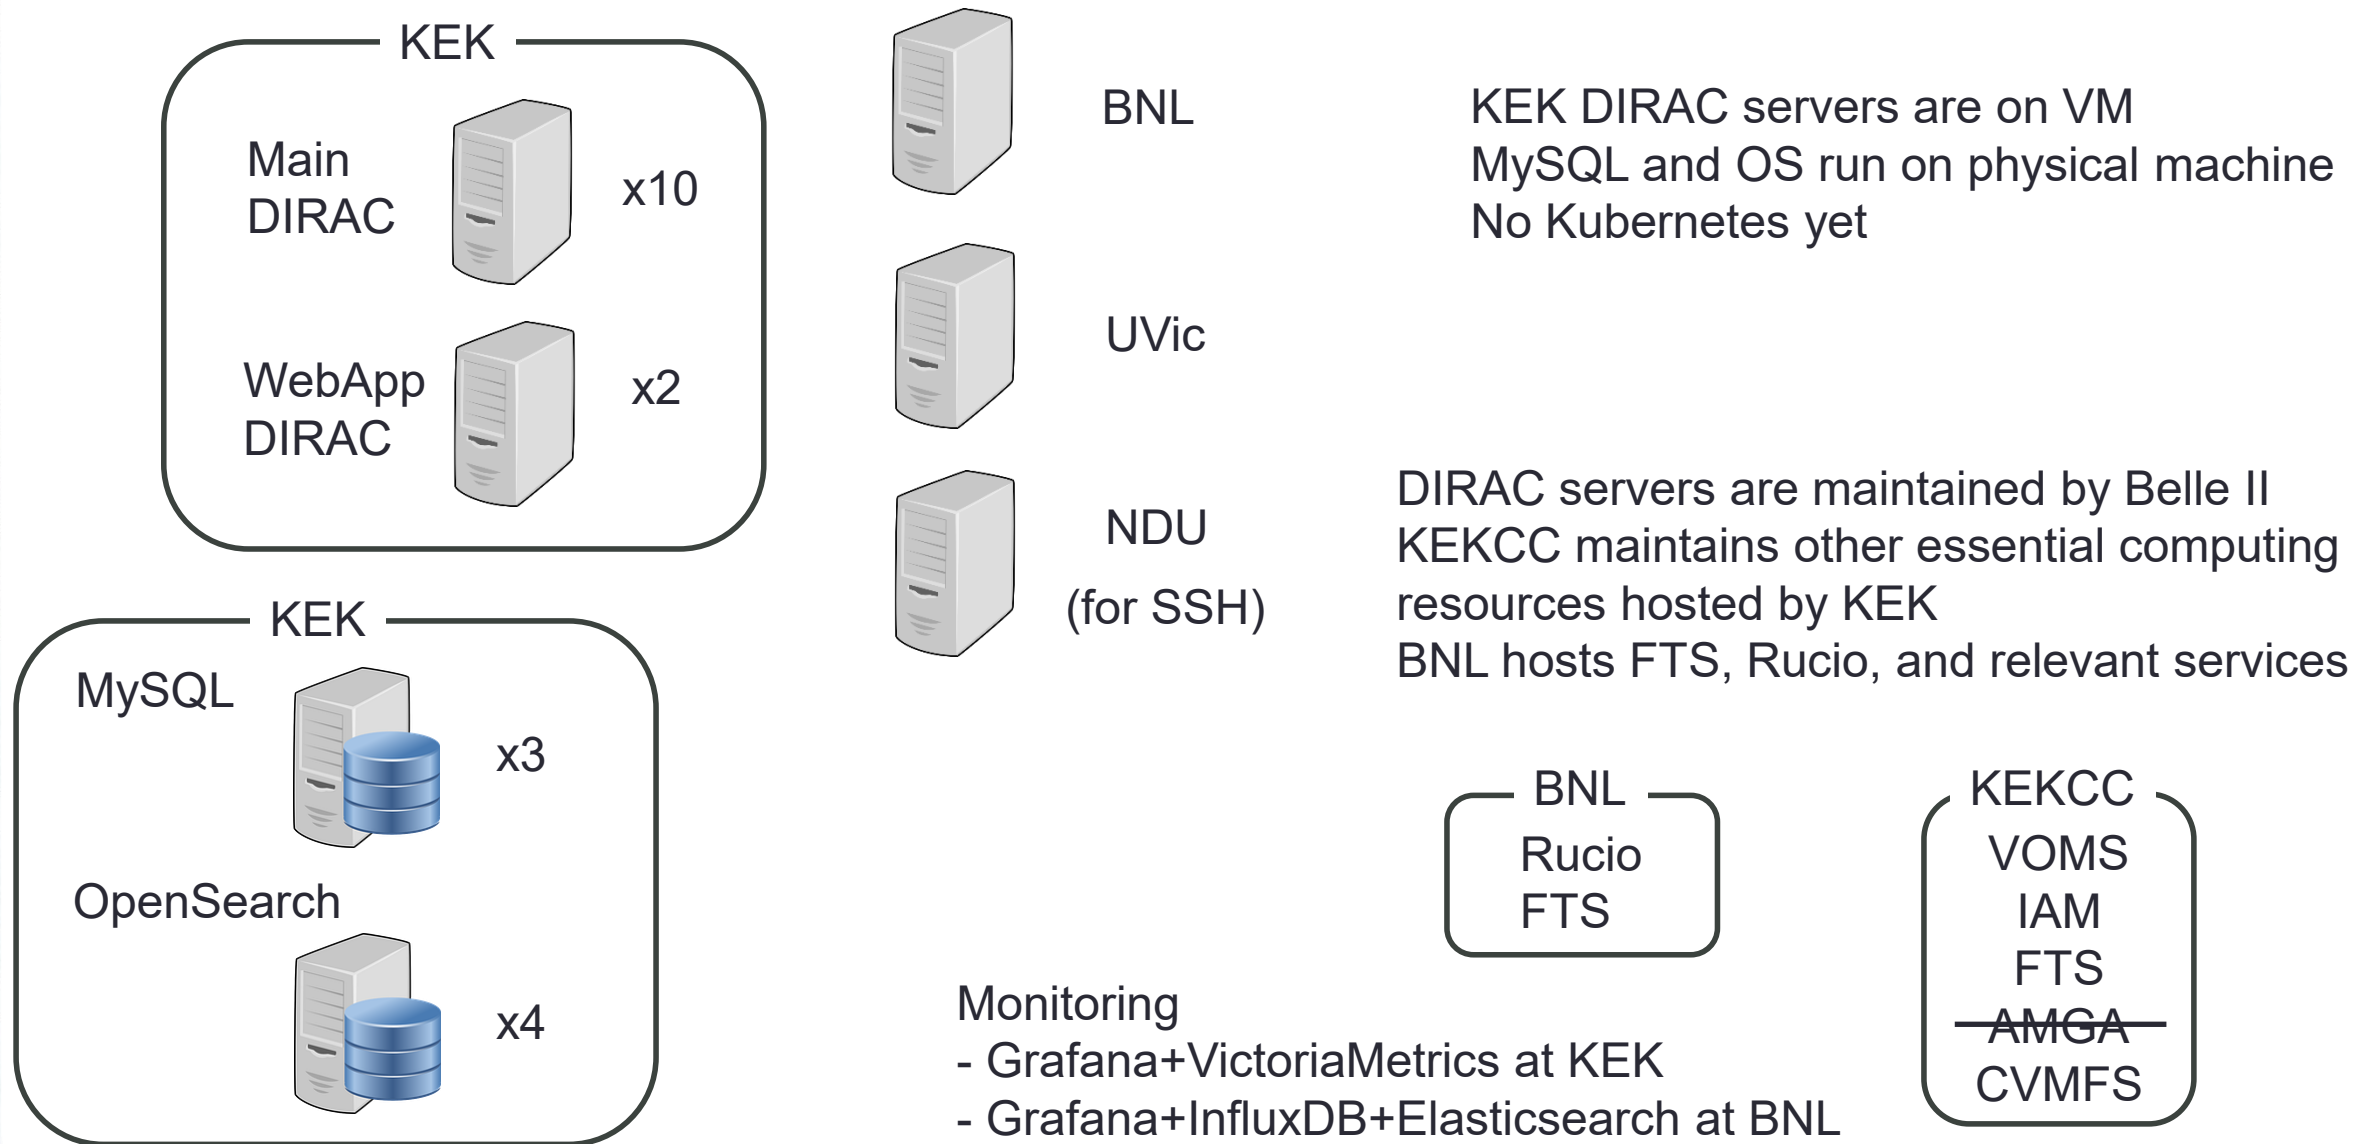 KEK
Main
DIRAC
x10
WebApp
DIRAC
x2
KEK
MySQL
x3
OpenSearch
x4
BNL
UVic
NDU
(for SSH)
KEK DIRAC servers are on VM
MySQL and OS run on physical machine
No Kubernetes yet
DIRAC servers are maintained by Belle II
KEKCC maintains other essential computing
resources hosted by KEK
BNL hosts FTS, Rucio, and relevant services
BNL
Rucio
FTS
KEKCC
VOMS
IAM
FTS
AMGA
CVMFS
Monitoring
- Grafana+VictoriaMetrics at KEK
- Grafana+InfluxDB+Elasticsearch at BNL